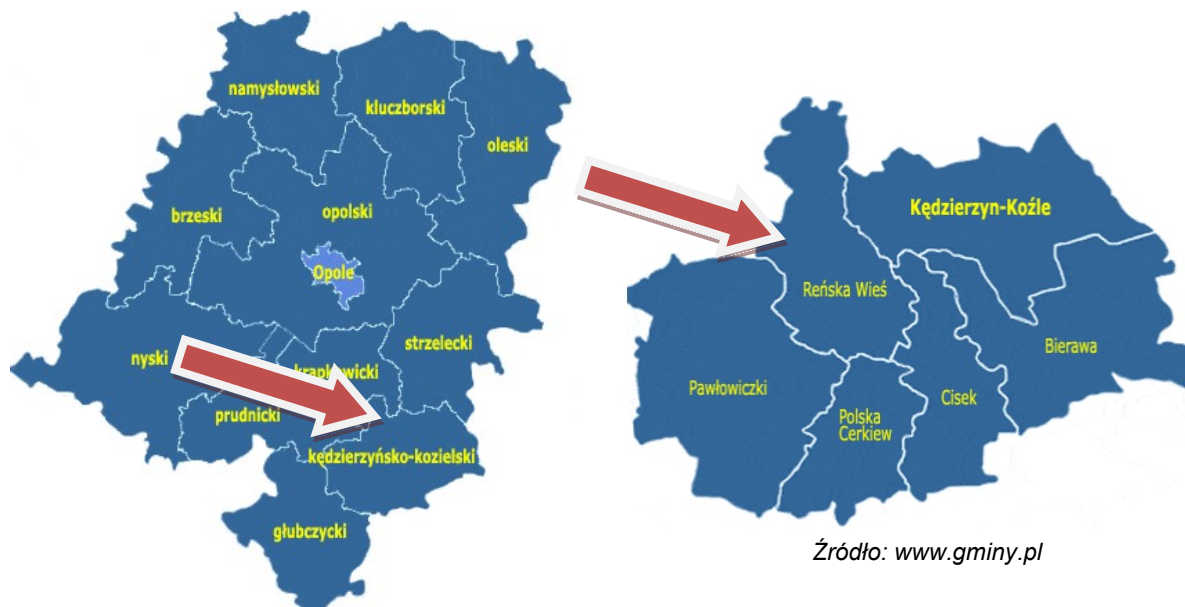 namysłowski
kluczborski
oleski
brzeski
opolski
Opole
strzelecki
nyski
krapkowicki
prudnicki
kędzierzyńsko-kozielski
głubczycki
Kędzierzyn-Koźle
Reńska Wieś
Bierawa
Pawłowiczki
Cisek
Polska
Cerkiew
Źródło: www.gminy.pl